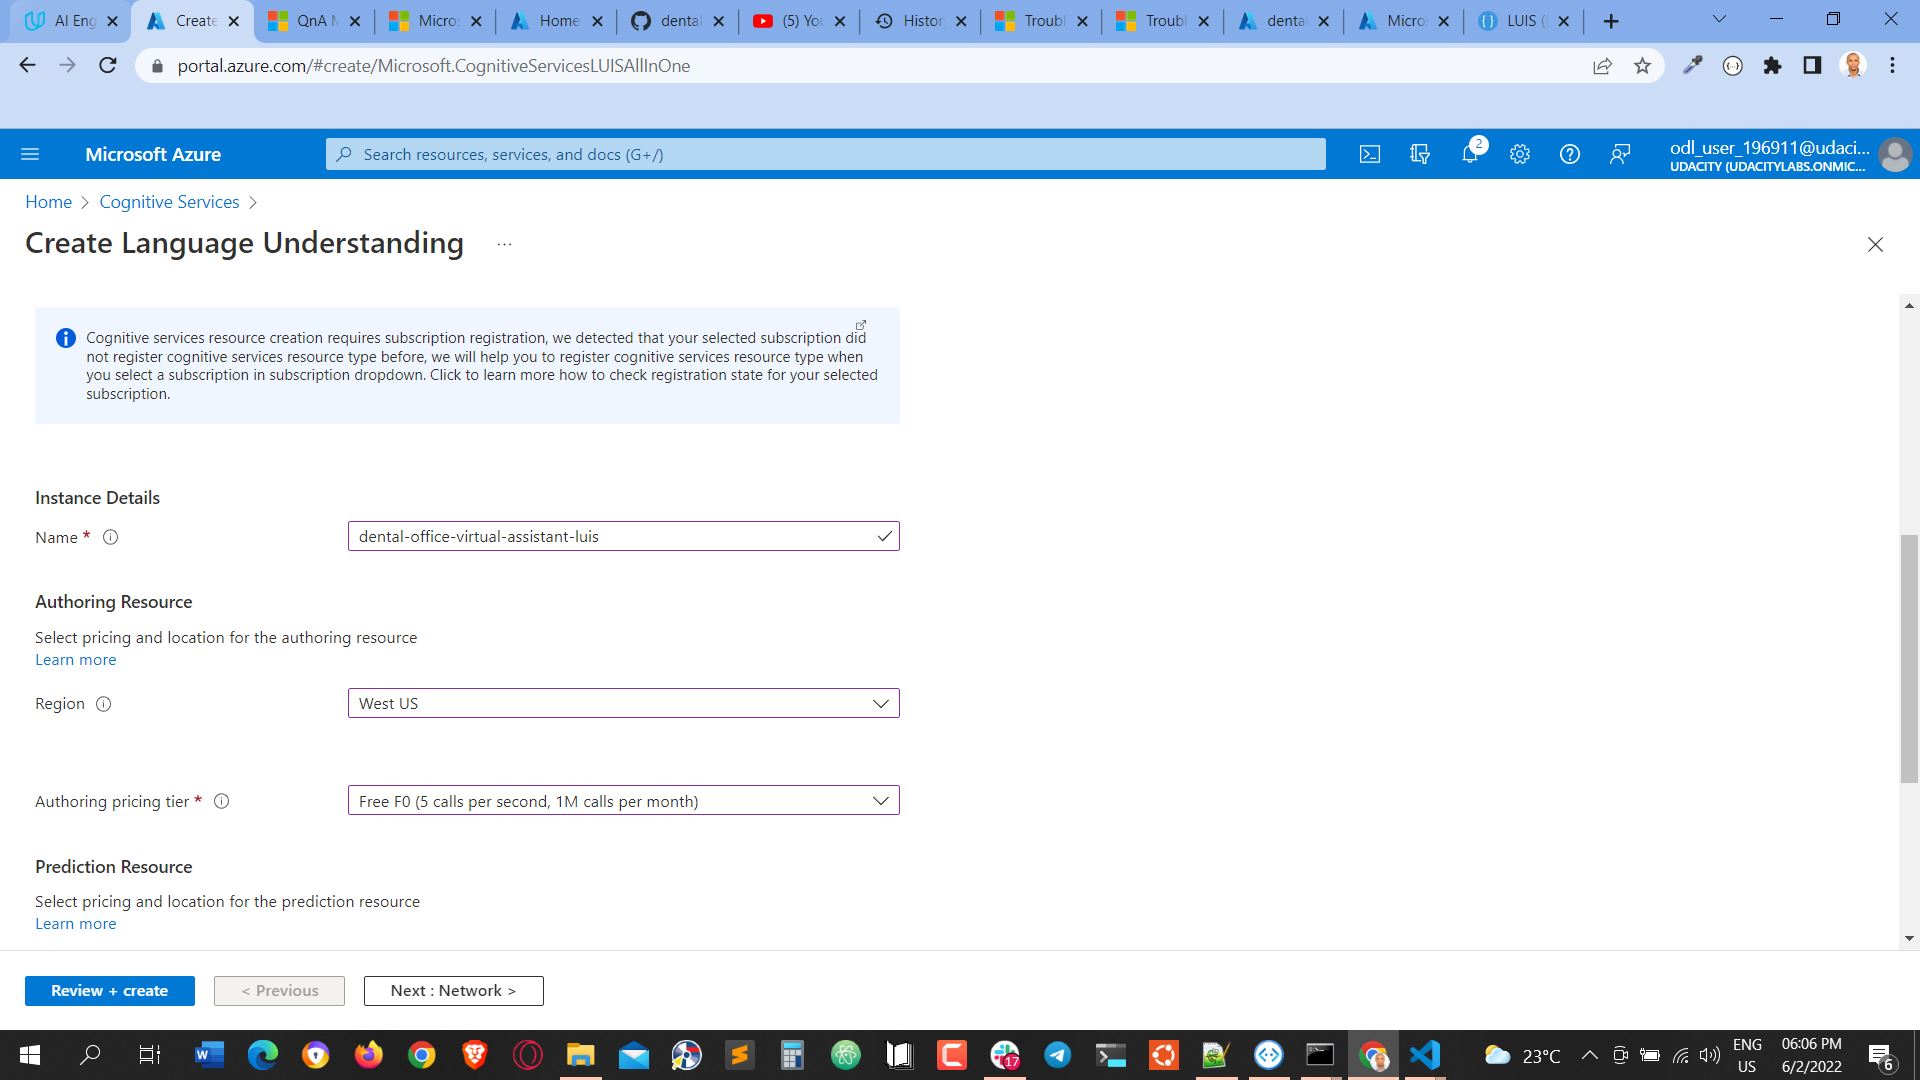 AI Eng
Create
QnA M
Micros
Home
dental
(5) You
History
Troubl
Troubl
dental
Micro
LUIS (
portal.azure.com/#create/Microsoft.CognitiveServicesLUISAllInOne
Microsoft Azure
Search resources, services, and docs (G+/)
2
odl_user_196911@udaci...
UDACITY (UDACITYLABS.ONMIC...
Home > Cognitive Services >
Create Language Understanding
...
Cognitive services resource creation requires subscription registration, we detected that your selected subscription did
not register cognitive services resource type before, we will help you to register cognitive services resource type when
you select a subscription in subscription dropdown. Click to learn more how to check registration state for your selected
subscription.
Instance Details
Name *
dental-office-virtual-assistant-luis
Authoring Resource
Select pricing and location for the authoring resource
Learn more
Region
West US
Authoring pricing tier *
Free F0 (5 calls per second, 1M calls per month)
Prediction Resource
Select pricing and location for the prediction resource
Learn more
Review + create
< Previous
Next : Network >
17
23°C
ENG
US
06:06 PM
6/2/2022
6